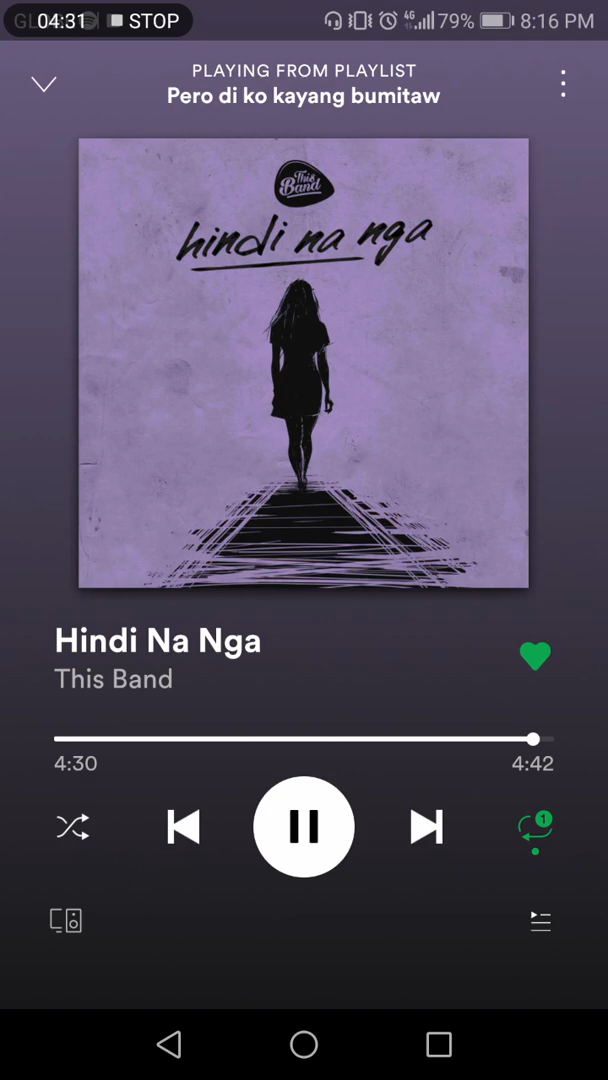 04:31 STOP 4G 79% 8:16 PM
PLAYING FROM PLAYLIST
Pero di ko kayang bumitaw
This
Band
hindi na nga
Hindi Na Nga
This Band
4:30 4:42
1